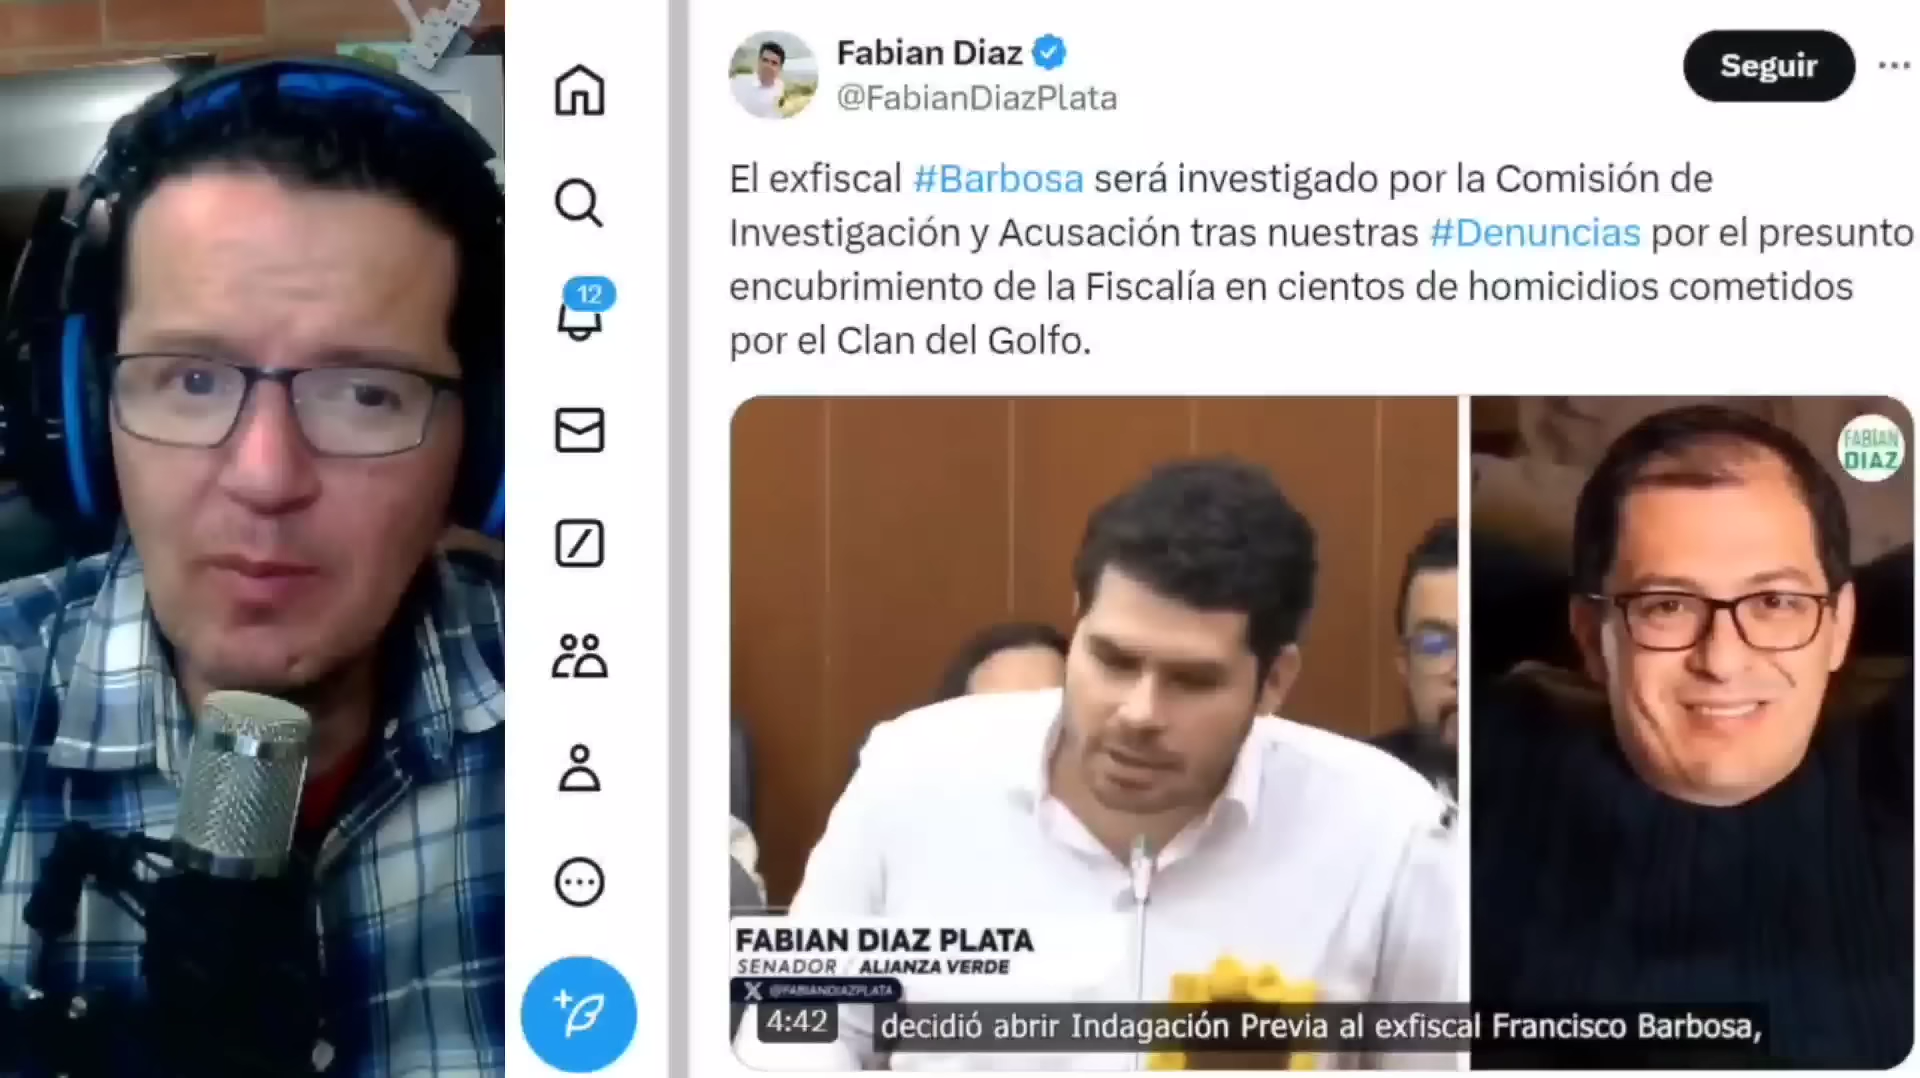 Fabian Diaz
@FabianDiazPlata
Seguir
12
El exfiscal #Barbosa será investigado por la Comisión de
Investigación y Acusación tras nuestras #Denuncias por el presunto
encubrimiento de la Fiscalía en cientos de homicidios cometidos
por el Clan del Golfo.
FABIAN
DIAZ
FABIAN DIAZ PLATA
SENADOR / ALIANZA VERDE
X @FABIANDIAZPLATA
4:42
decidió abrir Indagación Previa al exfiscal Francisco Barbosa,